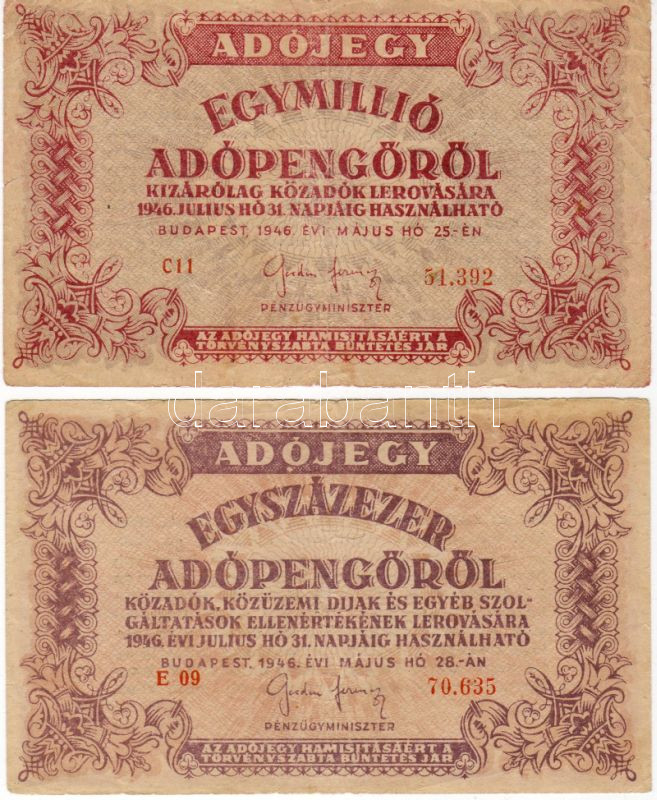 ADÓJEGY
EGYMILLIÓ
ADÓPENGŐRŐL
KIZÁRÓLAG KÖZADÓK LEROVÁSÁRA
1946. JULIUS HÓ 31. NAPJÁIG HASZNÁLHATÓ
BUDAPEST, 1946. ÉVI MÁJUS HÓ 25-ÉN
C11 51.392
PÉNZÜGYMINISZTER
AZ ADÓJEGY HAMISITÁSÁÉRT A
TÖRVÉNYSZABTA BÜNTETÉS JÁR
darabanth
ADÓJEGY
EGYSZÁZEZER
ADÓPENGŐRŐL
KÖZADÓK, KÖZÜZEMI DIJAK ÉS EGYÉB SZOL-
GÁLTATÁSOK ELLENÉRTÉKÉNEK LEROVÁSÁRA
1946. ÉVI JULIUS HÓ 31. NAPJÁIG HASZNÁLHATÓ
BUDAPEST, 1946. ÉVI MÁJUS HÓ 28.-ÁN
E 09 70.635
PÉNZÜGYMINISZTER
AZ ADÓJEGY HAMISITÁSÁÉRT A
TÖRVÉNYSZABTA BÜNTETÉS JÁR